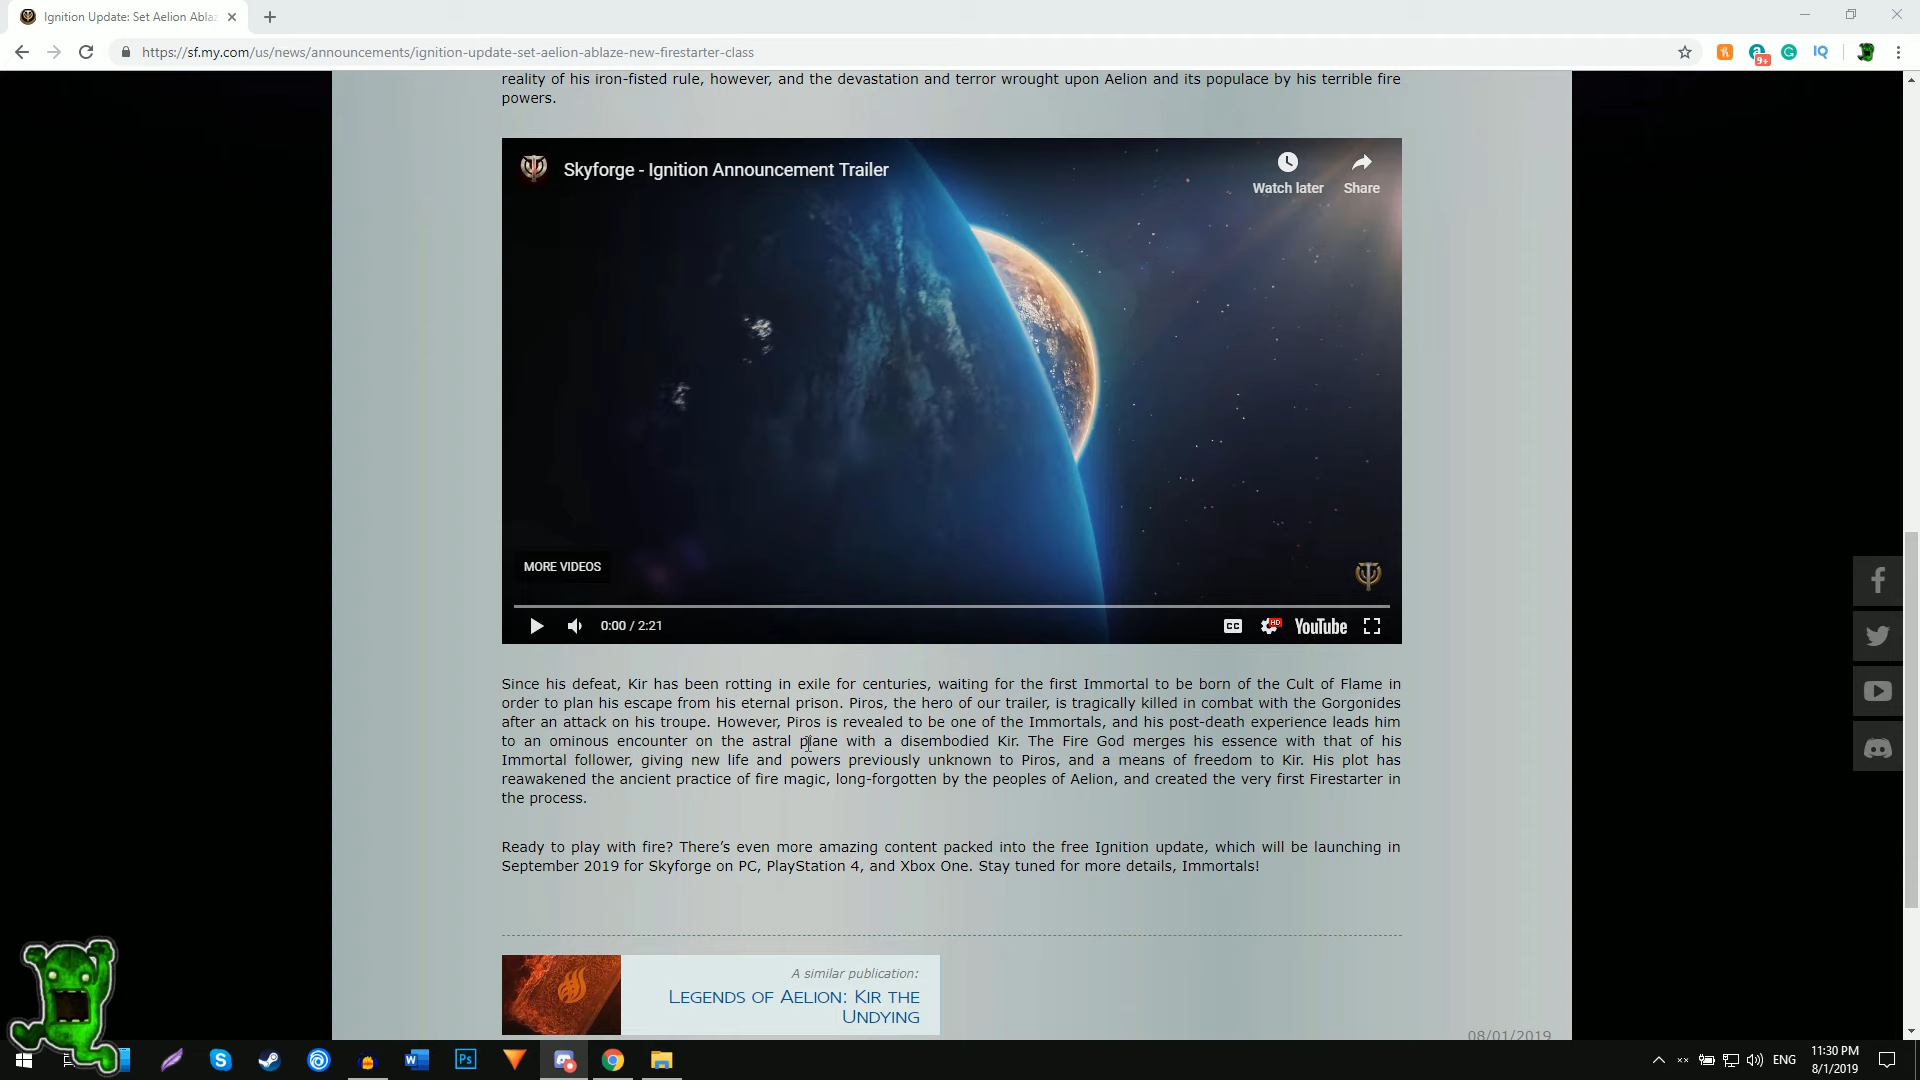 Ignition Update: Set Aelion Abla
https://sf.my.com/us/news/announcements/ignition-update-set-aelion-ablaze-new-firestarter-class
9+
IQ
reality of his iron-fisted rule, however, and the devastation and terror wrought upon Aelion and its populace by his terrible fire
powers.
Skyforge - Ignition Announcement Trailer
Watch later
Share
MORE VIDEOS
0:00 / 2:21
CC
HD
YouTube
Since his defeat, Kir has been rotting in exile for centuries, waiting for the first Immortal to be born of the Cult of Flame in
order to plan his escape from his eternal prison. Piros, the hero of our trailer, is tragically killed in combat with the Gorgonides
after an attack on his troupe. However, Piros is revealed to be one of the Immortals, and his post-death experience leads him
to an ominous encounter on the astral plane with a disembodied Kir. The Fire God merges his essence with that of his
Immortal follower, giving new life and powers previously unknown to Piros, and a means of freedom to Kir. His plot has
reawakened the ancient practice of fire magic, long-forgotten by the peoples of Aelion, and created the very first Firestarter in
the process.
Ready to play with fire? There's even more amazing content packed into the free Ignition update, which will be launching in
September 2019 for Skyforge on PC, PlayStation 4, and Xbox One. Stay tuned for more details, Immortals!
A similar publication:
LEGENDS OF AELION: KIR THE
UNDYING
08/01/2019
W
Ps
ENG
11:30 PM
8/1/2019